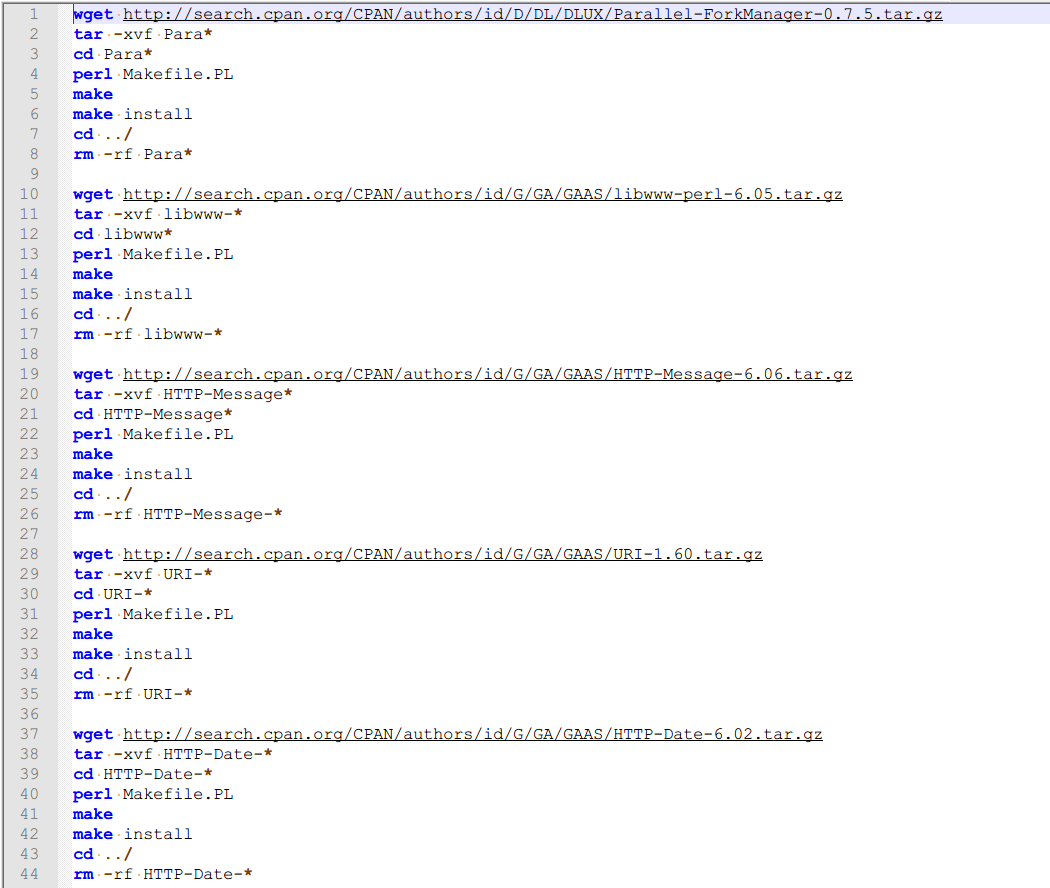 1 wget http://search.cpan.org/CPAN/authors/id/D/DL/DLUX/Parallel-ForkManager-0.7.5.tar.gz
2 tar -xvf Para*
3 cd Para*
4 perl Makefile.PL
5 make
6 make install
7 cd ../
8 rm -rf Para*
9
10 wget http://search.cpan.org/CPAN/authors/id/G/GA/GAAS/libwww-perl-6.05.tar.gz
11 tar -xvf libwww-*
12 cd libwww*
13 perl Makefile.PL
14 make
15 make install
16 cd ../
17 rm -rf libwww-*
18
19 wget http://search.cpan.org/CPAN/authors/id/G/GA/GAAS/HTTP-Message-6.06.tar.gz
20 tar -xvf HTTP-Message*
21 cd HTTP-Message*
22 perl Makefile.PL
23 make
24 make install
25 cd ../
26 rm -rf HTTP-Message-*
27
28 wget http://search.cpan.org/CPAN/authors/id/G/GA/GAAS/URI-1.60.tar.gz
29 tar -xvf URI-*
30 cd URI-*
31 perl Makefile.PL
32 make
33 make install
34 cd ../
35 rm -rf URI-*
36
37 wget http://search.cpan.org/CPAN/authors/id/G/GA/GAAS/HTTP-Date-6.02.tar.gz
38 tar -xvf HTTP-Date-*
39 cd HTTP-Date-*
40 perl Makefile.PL
41 make
42 make install
43 cd ../
44 rm -rf HTTP-Date-*